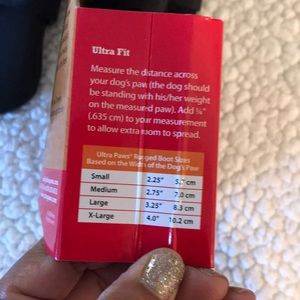 Ultra Fit
Measure the distance across
your dog's paw (the dog should
be standing with his/her weight
on the measured paw). Add ¼"
(.635 cm) to your measurement
to allow extra room to spread.
Ultra Paws® Rugged Boot Sizes
Based on the Width of the Dog's Paw
Small 2.25" cm
Medium 2.75" 7.0 cm
Large 3.25" 8.3 cm
X-Large 4.0" 10.2 cm